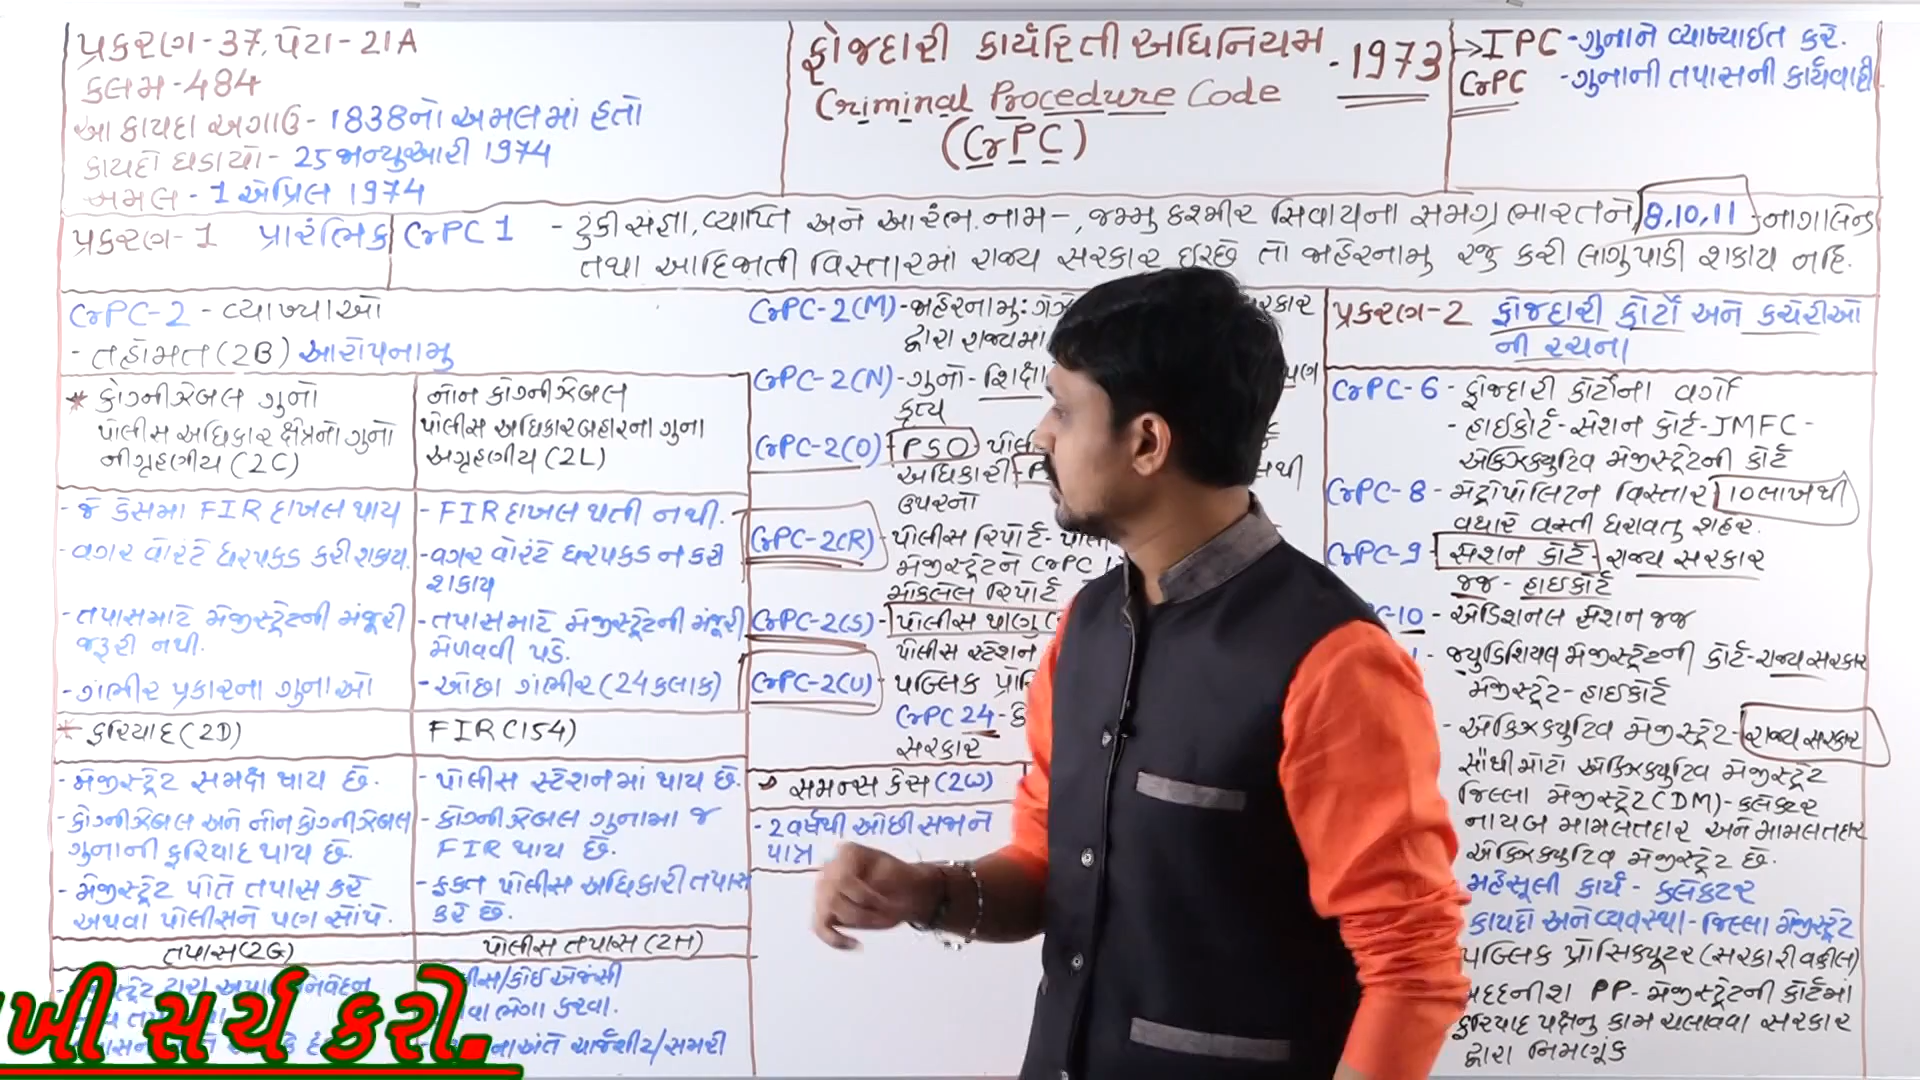 પ્રકરણ-37, પેટા-21A
કલમ-484
આ કાયદા અગાઉ- 1838નો અમલમાં હતો
કાયદો ઘડાયો- 25 જાન્યુઆરી 1974
અમલ - 1 એપ્રિલ 1974
ફોજદારી કાર્યરિતી અધિનિયમ - 1973
Criminal Procedure Code
(CrPC)
→IPC -ગુનાને વ્યાખ્યાઈત કરે.
CrPC -ગુનાની તપાસની કાર્યવાહી
પ્રકરણ-1 પ્રારંભિક
CrPC 1 - ટુંકી સંજ્ઞા, વ્યાપ્તિ અને આરંભ. નામ-, જમ્મુ કશ્મીર સિવાયના સમગ્ર ભારતને 8,10,11 -નાગાલેન્ડ
તથા આદિજાતી વિસ્તારમાં રાજ્ય સરકાર ઇચ્છે તો જાહેરનામુ રજુ કરી લાગુ પાડી શકાય નહિ.
CrPC-2 - વ્યાખ્યાઓ
- તહોમત (2B) આરોપનામુ
* કોગ્નીઝેબલ ગુનો
પોલીસ અધિકાર ક્ષેત્રનો ગુનો
નીગૃહણીય (2C)
નોન કોગ્નીઝેબલ
પોલીસ અધિકાર બહારના ગુના
અગૃહણીય (2L)
- જે કેસમા FIR દાખલ થાય
- વગર વોરંટે ધરપકડ કરી શકાય.
- તપાસ માટે મેજીસ્ટ્રેટની મંજૂરી
જરૂરી નથી.
- ગંભીર પ્રકારના ગુનાઓ
- FIR દાખલ થતી નથી.
- વગર વોરંટે ધરપકડ ન કરી
શકાય
- તપાસ માટે મેજીસ્ટ્રેટની મંજૂરી
મેળવવી પડે.
- ઓછા ગંભીર (24 કલાક)
* ફરિયાદ (2D)
FIR (154)
- મેજીસ્ટ્રેટ સમક્ષ થાય છે.
- કોગ્નીઝેબલ અને નોન કોગ્નીઝેબલ
ગુનાની ફરિયાદ થાય છે.
- મેજીસ્ટ્રેટ પોતે તપાસ કરે
અથવા પોલીસને પણ સોંપે.
- પોલીસ સ્ટેશનમાં થાય છે.
- કોગ્નીઝેબલ ગુનામા જ
FIR થાય છે.
- ફક્ત પોલીસ અધિકારી તપાસ
કરે છે.
તપાસ (2G)
પોલીસ તપાસ (2H)
કોઈ એજંસી
ભેગા કરવા.
અંતે ચાર્જશીટ/સમરી
CrPC-2(M) -જાહેરનામુ:
દ્વારા રાજ્યમાં
CrPC-2(N) -ગુનો- શિક્ષા
કૃત્ય
CrPC-2(O) - PSO
અધિકારી -
ઉપરનો
CrPC-2(R) - પોલીસ રિપોર્ટ-
મેજીસ્ટ્રેટને CrPC
મોકલેલ રિપોર્ટ
CrPC-2(S) - પોલીસ થાણુ
પોલીસ સ્ટેશન
CrPC-2(U) - પબ્લિક
CrPC 24 -
સરકાર
સમન્સ કેસ (2W)
- 2 વર્ષથી ઓછી સજાને
પાત્ર
પ્રકરણ-2 ફોજદારી કોર્ટો અને કચેરીઓ
ની રચના
CrPC-6 - ફોજદારી કોર્ટોના વર્ગો
- હાઈકોર્ટ-સેશન કોર્ટ-JMFC-
એક્ઝિક્યુટિવ મેજીસ્ટ્રેટની કોર્ટ
CrPC-8 - મેટ્રોપોલિટન વિસ્તાર 10 લાખથી
વધારે વસ્તી ધરાવતુ શહેર.
CrPC-9 - સેશન કોર્ટ - રાજ્ય સરકાર
જજ - હાઈકોર્ટ
-10 - એડિશનલ સેશન જજ
- જ્યુડિશિયલ મેજીસ્ટ્રેટની કોર્ટ-રાજ્ય સરકાર
મેજીસ્ટ્રેટ-હાઈકોર્ટ
- એક્ઝિક્યુટિવ મેજીસ્ટ્રેટ- રાજ્ય સરકાર
સૌથી મોટો એક્ઝિક્યુટિવ મેજીસ્ટ્રેટ
જિલ્લા મેજીસ્ટ્રેટ (DM)-કલેક્ટર
નાયબ મામલતદાર અને મામલતદાર
એક્ઝિક્યુટિવ મેજીસ્ટ્રેટ છે.
મહેસૂલી કાર્ય - કલેક્ટર
કાયદો અને વ્યવસ્થા- જિલ્લા મેજીસ્ટ્રેટ
પબ્લિક પ્રોસિક્યૂટર (સરકારી વકીલ)
મદદનીશ PP- મેજીસ્ટ્રેટની કોર્ટમાં
ફરિયાદ પક્ષનુ કામ ચલાવવા સરકાર
દ્વારા નિમણૂંક
ખી સર્ચ કરો.